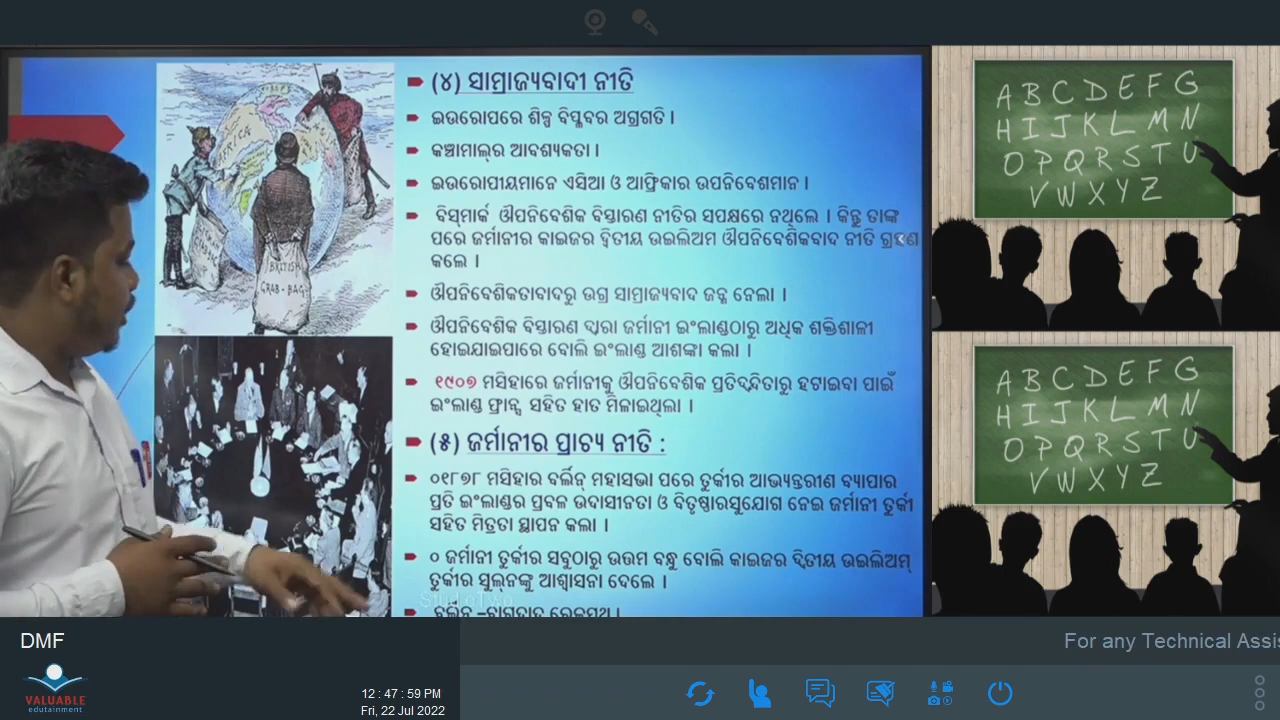 (୪) ସାମ୍ରାଜ୍ୟବାଦୀ ନୀତି
ଇଉରୋପରେ ଶିଳ୍ପ ବିପ୍ଳବର ଅଗ୍ରଗତି ।
କଞ୍ଚାମାଲ୍‌ର ଆବଶ୍ୟକତା ।
ଇଉରୋପୀୟମାନେ ଏସିଆ ଓ ଆଫ୍ରିକାର ଉପନିବେଶମାନ ।
ବିସ୍‌ମାର୍କ ଔପନିବେଶିକ ବିସ୍ତାରଣ ନୀତିର ସପକ୍ଷରେ ନଥିଲେ । କିନ୍ତୁ ତାଙ୍କ
ପରେ ଜର୍ମାନୀର କାଇଜର ଦ୍ୱିତୀୟ ଉଇଲିଅମ ଔପନିବେଶିକବାଦ ନୀତି ଗ୍ରହଣ
କଲେ ।
ଔପନିବେଶିକତାବାଦରୁ ଉଗ୍ର ସାମ୍ରାଜ୍ୟବାଦ ଜନ୍ମ ନେଲା ।
ଔପନିବେଶିକ ବିସ୍ତାରଣ ଦ୍ୱାରା ଜର୍ମାନୀ ଇଂଲାଣ୍ଡଠାରୁ ଅଧିକ ଶକ୍ତିଶାଳୀ
ହୋଇଯାଇପାରେ ବୋଲି ଇଂଲାଣ୍ଡ ଆଶଙ୍କା କଲା ।
୧୯୦୭ ମସିହାରେ ଜର୍ମାନୀକୁ ଔପନିବେଶିକ ପ୍ରତିଦ୍ୱନ୍ଦିତାରୁ ହଟାଇବା ପାଇଁ
ଇଂଲାଣ୍ଡ ଫ୍ରାନ୍ସ ସହିତ ହାତ ମିଳାଇଥିଲା ।
(୫) ଜର୍ମାନୀର ପ୍ରାଚ୍ୟ ନୀତି :
୦୧୮୭୮ ମସିହାର ବର୍ଲିନ୍ ମହାସଭା ପରେ ତୁର୍କୀର ଆଭ୍ୟନ୍ତରୀଣ ବ୍ୟାପାର
ପ୍ରତି ଇଂଲାଣ୍ଡର ପ୍ରବଳ ଉଦାସୀନତା ଓ ବିତୃଷ୍ଣାରସୁଯୋଗ ନେଇ ଜର୍ମାନୀ ତୁର୍କୀ
ସହିତ ମିତ୍ରତା ସ୍ଥାପନ କଲା ।
୦ ଜର୍ମାନୀ ତୁର୍କୀର ସବୁଠାରୁ ଉତ୍ତମ ବନ୍ଧୁ ବୋଲି କାଇଜର ଦ୍ୱିତୀୟ ଉଇଲିଅମ୍
ତୁର୍କୀର ସୁଲ୍‌ନଙ୍କୁ ଆଶ୍ୱାସନା ଦେଲେ ।
ବର୍ଲିନ –ବାଗଦାଦ ରେଳପଥ ।
BRITISH
GRAB-BAG
A B C D E F G
H I J K L M N
O P Q R S T U
V W X Y Z
A B C D E F G
H I J K L M N
O P Q R S T U
V W X Y Z
DMF
VALUABLE
edutainment
12 : 47 : 59 PM
Fri, 22 Jul 2022
For any Technical Assis